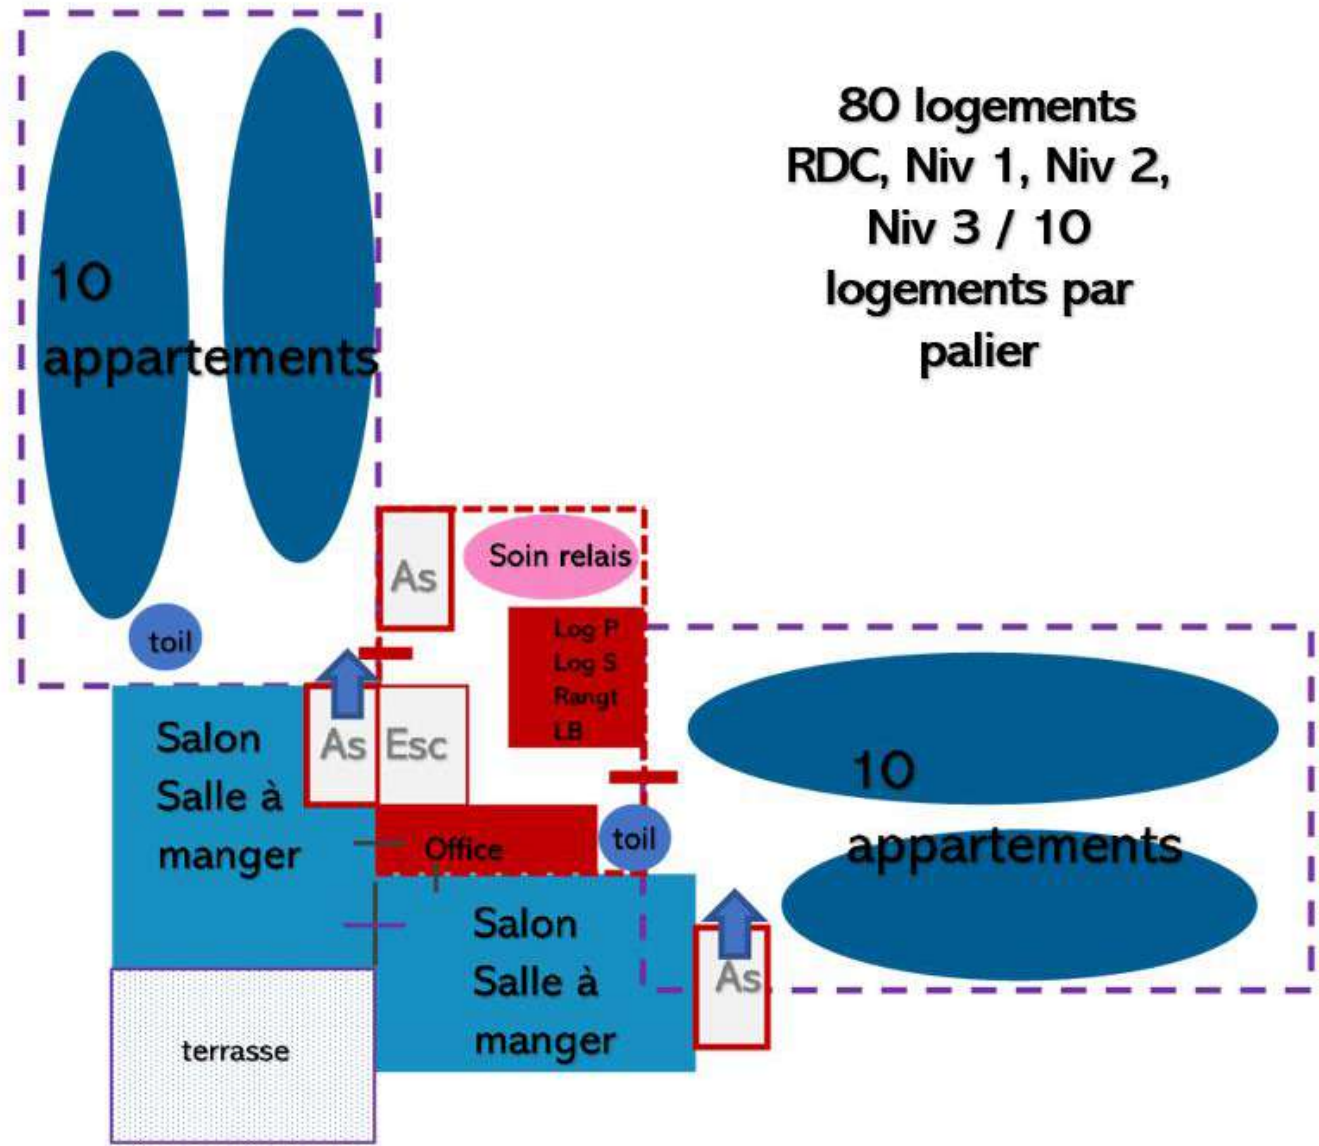 80 logements
RDC, Niv 1, Niv 2,
Niv 3 / 10
logements par
palier
10
appartements
As
Soin relais
toil
Log P
Log S
Rangt
LB
Salon
Salle à
manger
As
Esc
10
appartements
Office
toil
Salon
Salle à
manger
As
terrasse